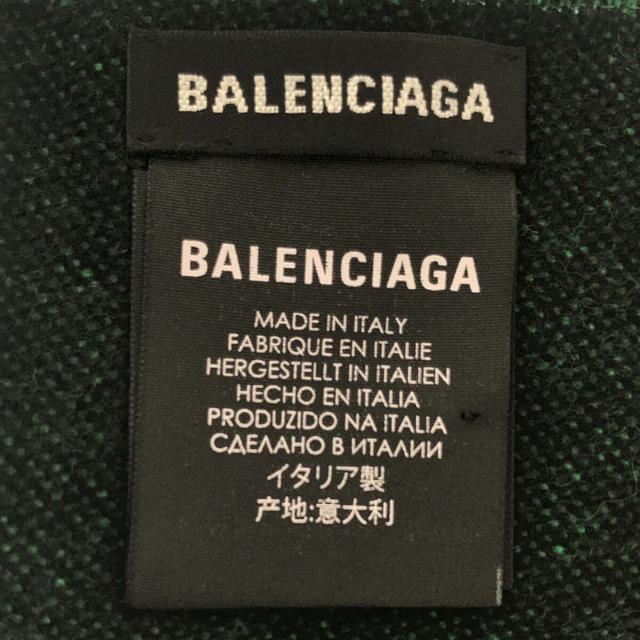 BALENCIAGA
BALENCIAGA
MADE IN ITALY
FABRIQUE EN ITALIE
HERGESTELLT IN ITALIEN
HECHO EN ITALIA
PRODUZIDO NA ITALIA
СДЕЛАНО В ИТАЛИИ
イタリア製
产地:意大利